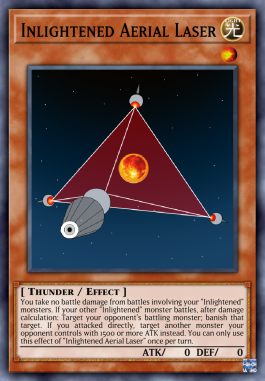 INLIGHTENED AERIAL LASER
LIGHT
光
[ THUNDER / EFFECT ]
You take no battle damage from battles involving your "Inlightened"
monsters. If your other "Inlightened" monster battles, after damage
calculation: Target your opponent's battling monster; banish that
target. If you attacked directly, target another monster your
opponent controls with 1500 or more ATK instead. You can only use
this effect of "Inlightened Aerial Laser" once per turn.
ATK/ 0 DEF/ 0